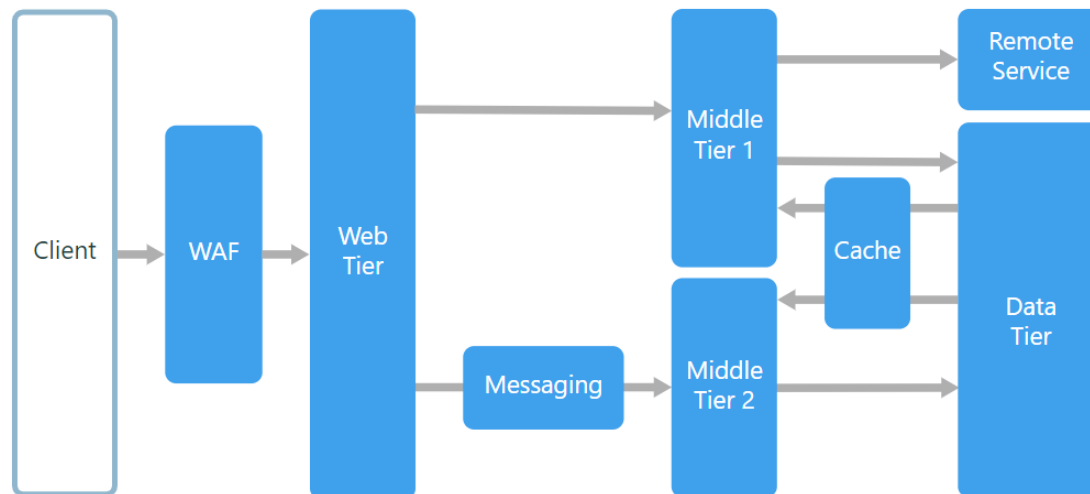 Client
WAF
Web
Tier
Messaging
Middle
Tier 1
Middle
Tier 2
Cache
Remote
Service
Data
Tier